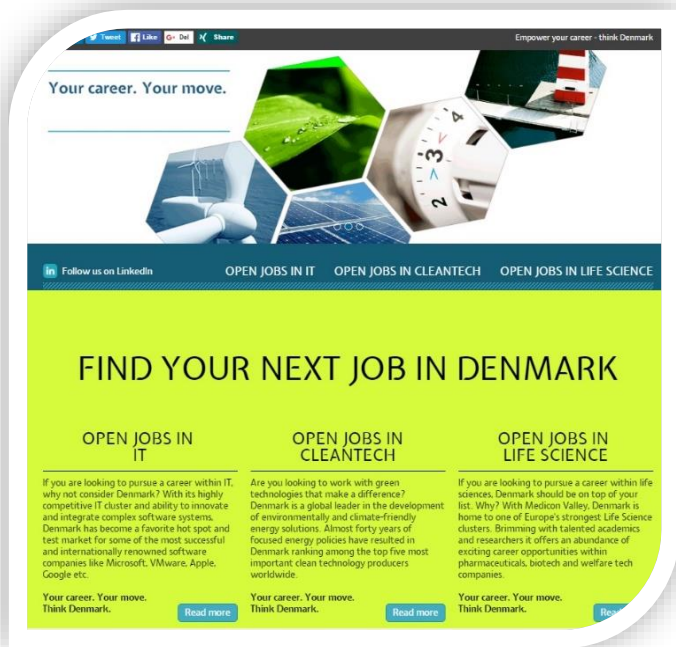 Tweet Like G+ Del Share
Empower your career - think Denmark
Your career. Your move.
4
< 3 >
2
in Follow us on LinkedIn
OPEN JOBS IN IT OPEN JOBS IN CLEANTECH OPEN JOBS IN LIFE SCIENCE
FIND YOUR NEXT JOB IN DENMARK
OPEN JOBS IN
IT
If you are looking to pursue a career within IT,
why not consider Denmark? With its highly
competitive IT cluster and ability to innovate
and integrate complex software systems,
Denmark has become a favorite hot spot and
test market for some of the most successful
and internationally renowned software
companies like Microsoft, VMware, Apple,
Google etc.
Your career. Your move.
Think Denmark.
Read more
OPEN JOBS IN
CLEANTECH
Are you looking to work with green
technologies that make a difference?
Denmark is a global leader in the development
of environmentally and climate-friendly
energy solutions. Almost forty years of
focused energy policies have resulted in
Denmark ranking among the top five most
important clean technology producers
worldwide.
Your career. Your move.
Think Denmark.
Read more
OPEN JOBS IN
LIFE SCIENCE
If you are looking to pursue a career within life
sciences, Denmark should be on top of your
list. Why? With Medicon Valley, Denmark is
home to one of Europe's strongest Life Science
clusters. Brimming with talented academics
and researchers it offers an abundance of
exciting career opportunities within
pharmaceuticals, biotech and welfare tech
companies.
Your career. Your move.
Think Denmark.